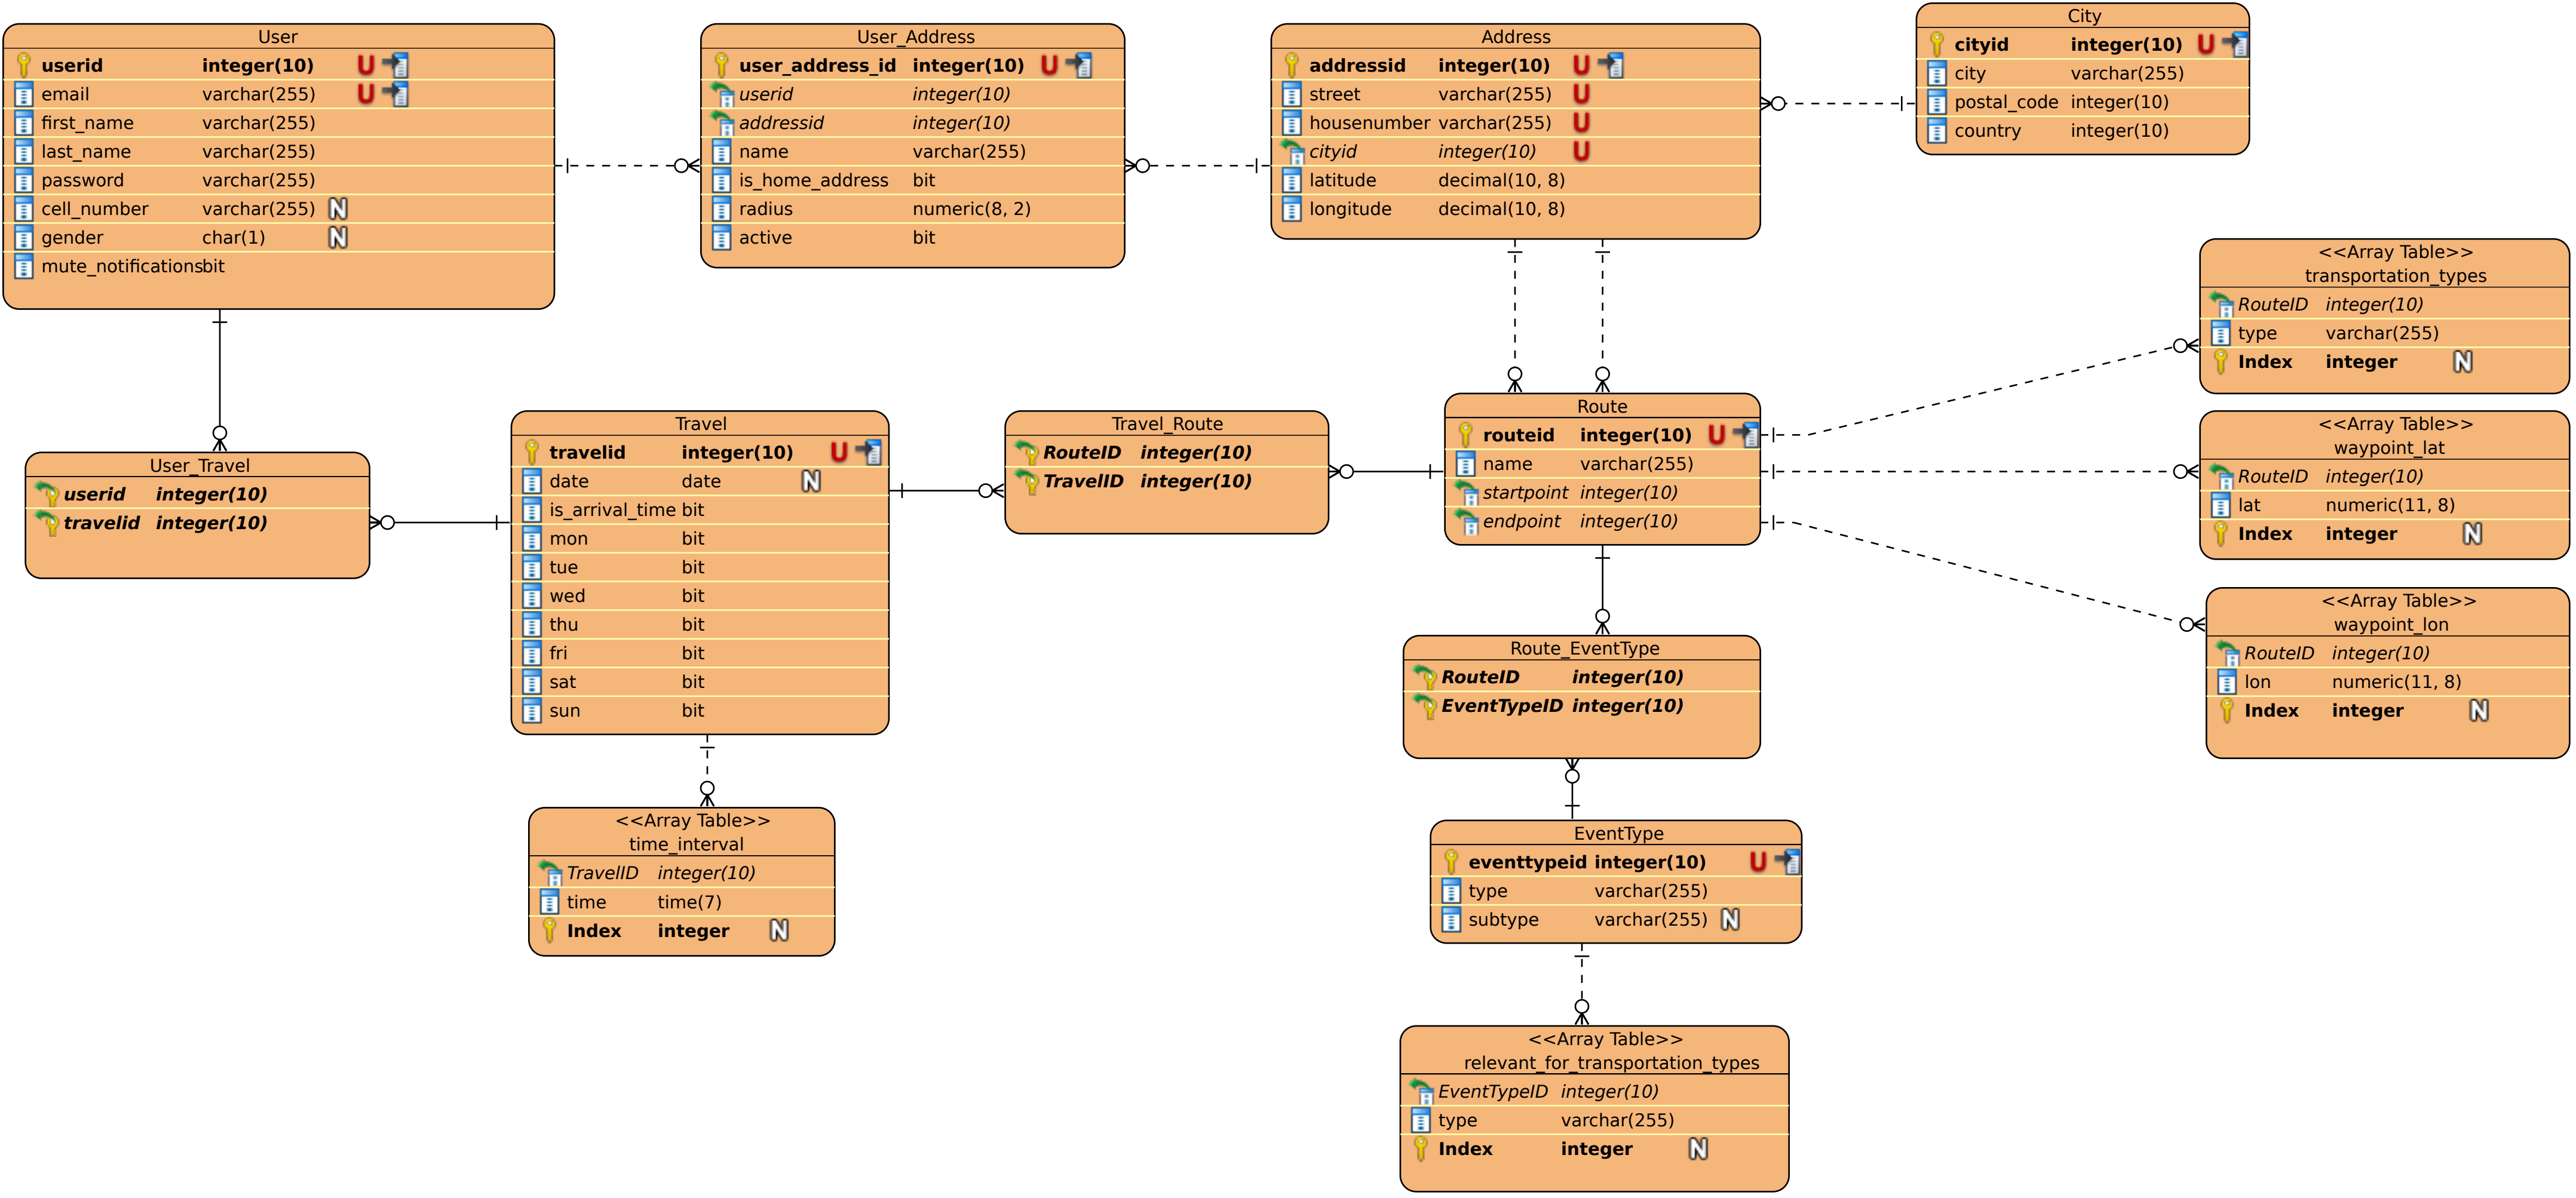 User
userid integer(10) U
email varchar(255) U
first_name varchar(255)
last_name varchar(255)
password varchar(255)
cell_number varchar(255) N
gender char(1) N
mute_notifications bit
User_Address
user_address_id integer(10) U
userid integer(10)
addressid integer(10)
name varchar(255)
is_home_address bit
radius numeric(8, 2)
active bit
Address
addressid integer(10) U
street varchar(255) U
housenumber varchar(255) U
cityid integer(10) U
latitude decimal(10, 8)
longitude decimal(10, 8)
City
cityid integer(10) U
city varchar(255)
postal_code integer(10)
country integer(10)
User_Travel
userid integer(10)
travelid integer(10)
Travel
travelid integer(10) U
date date N
is_arrival_time bit
mon bit
tue bit
wed bit
thu bit
fri bit
sat bit
sun bit
Travel_Route
RouteID integer(10)
TravelID integer(10)
Route
routeid integer(10) U
name varchar(255)
startpoint integer(10)
endpoint integer(10)
<<Array Table>>
transportation_types
RouteID integer(10)
type varchar(255)
Index integer N
<<Array Table>>
waypoint_lat
RouteID integer(10)
lat numeric(11, 8)
Index integer N
<<Array Table>>
waypoint_lon
RouteID integer(10)
lon numeric(11, 8)
Index integer N
Route_EventType
RouteID integer(10)
EventTypeID integer(10)
<<Array Table>>
time_interval
TravelID integer(10)
time time(7)
Index integer N
EventType
eventtypeid integer(10) U
type varchar(255)
subtype varchar(255) N
<<Array Table>>
relevant_for_transportation_types
EventTypeID integer(10)
type varchar(255)
Index integer N